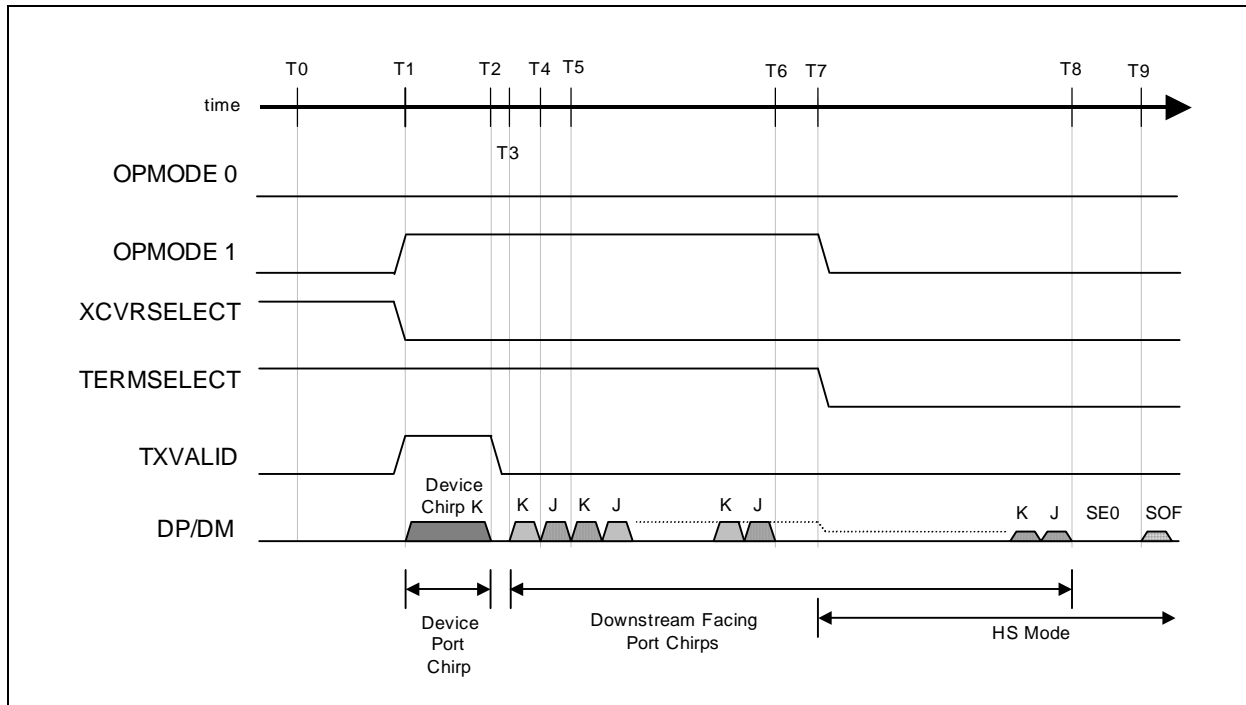 T0 T1 T2 T4 T5 T6 T7 T8 T9
time
T3
OPMODE 0
OPMODE 1
XCVRSELECT
TERMSELECT
TXVALID
Device
Chirp K
DP/DM
K J K J K J K J SE0 SOF
Device
Port
Chirp
Downstream Facing
Port Chirps
HS Mode